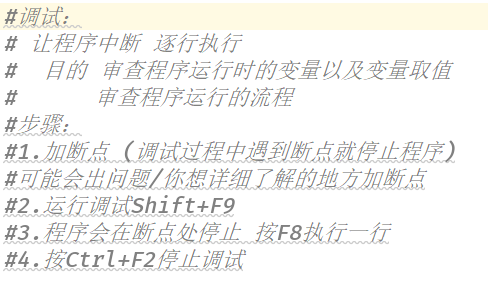 #调试：
# 让程序中断 逐行执行
#  目的 审查程序运行时的变量以及变量取值
#      审查程序运行的流程
#步骤：
#1.加断点（调试过程中遇到断点就停止程序）
#可能会出问题/你想详细了解的地方加断点
#2.运行调试Shift+F9
#3.程序会在断点处停止 按F8执行一行
#4.按Ctrl+F2停止调试